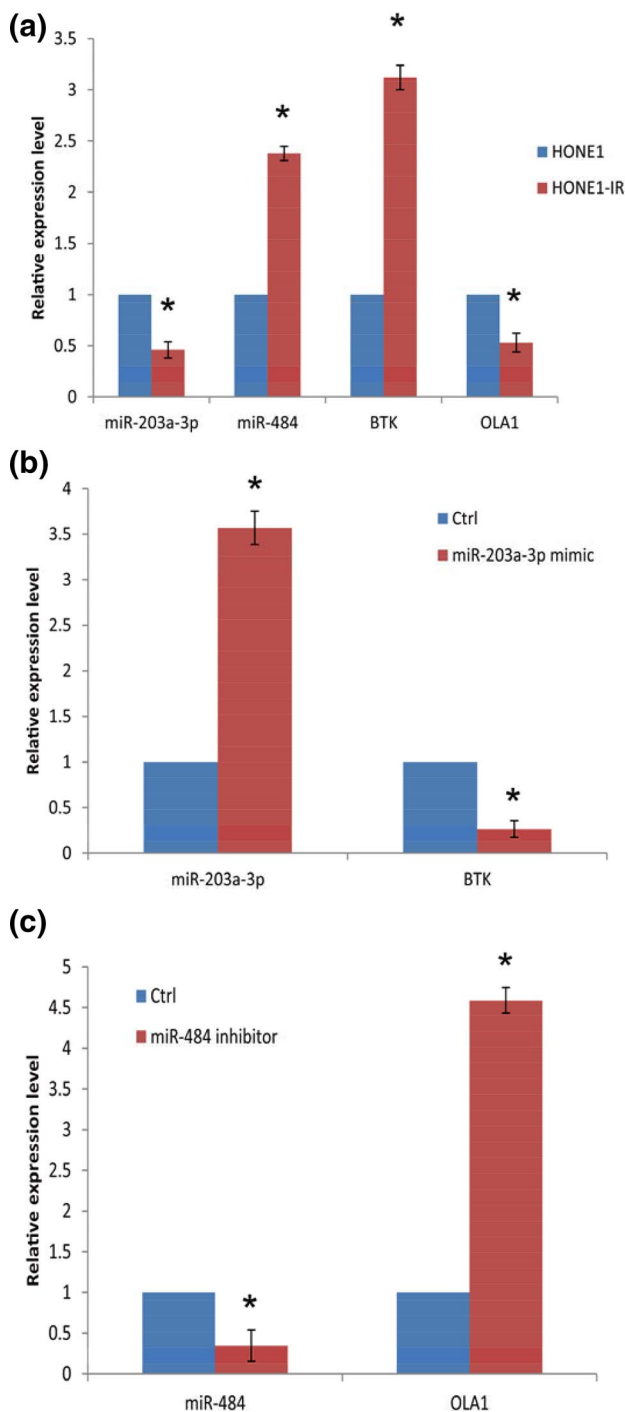 (a)
Relative expression level
3.5
3
2.5
2
1.5
1
0.5
0
*
*
*
*
HONE1
HONE1-IR
miR-203a-3p
miR-484
BTK
OLA1
(b)
Relative expression level
4
3.5
3
2.5
2
1.5
1
0.5
0
*
*
Ctrl
miR-203a-3p mimic
miR-203a-3p
BTK
(c)
Relative expression level
5
4.5
4
3.5
3
2.5
2
1.5
1
0.5
0
Ctrl
miR-484 inhibitor
*
*
miR-484
OLA1